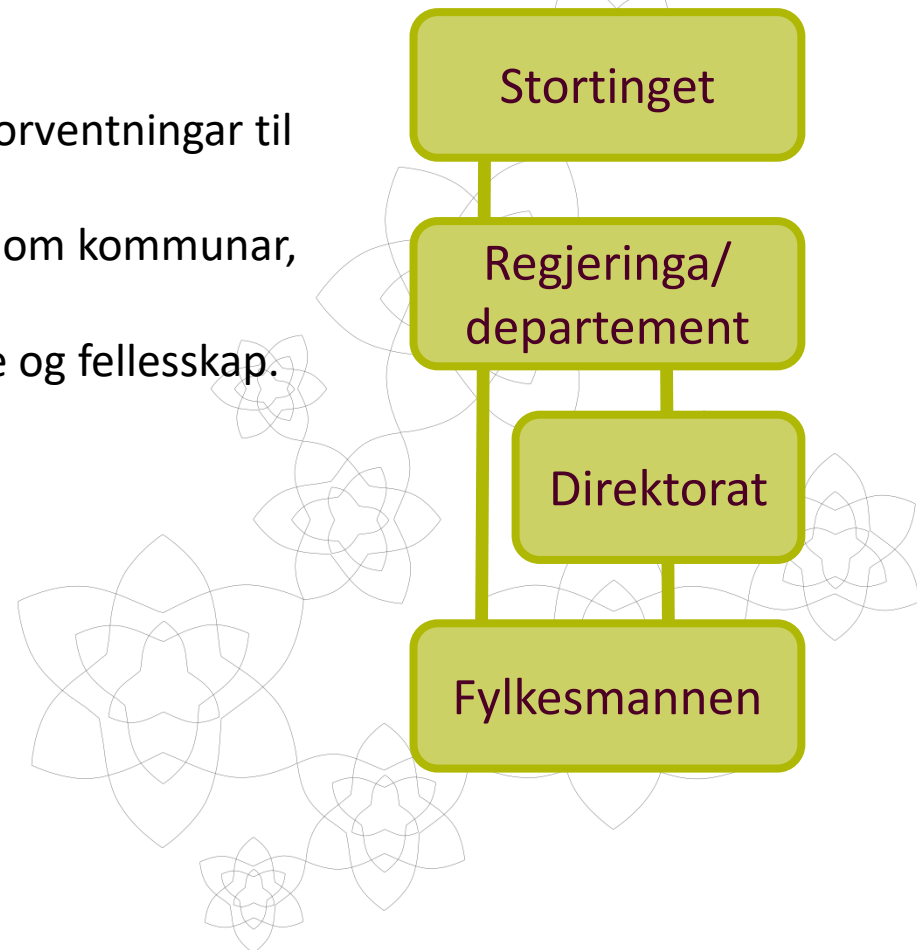 orventningar til
om kommunar,
e og fellesskap.
Stortinget
Regjeringa/
departement
Direktorat
Fylkesmannen